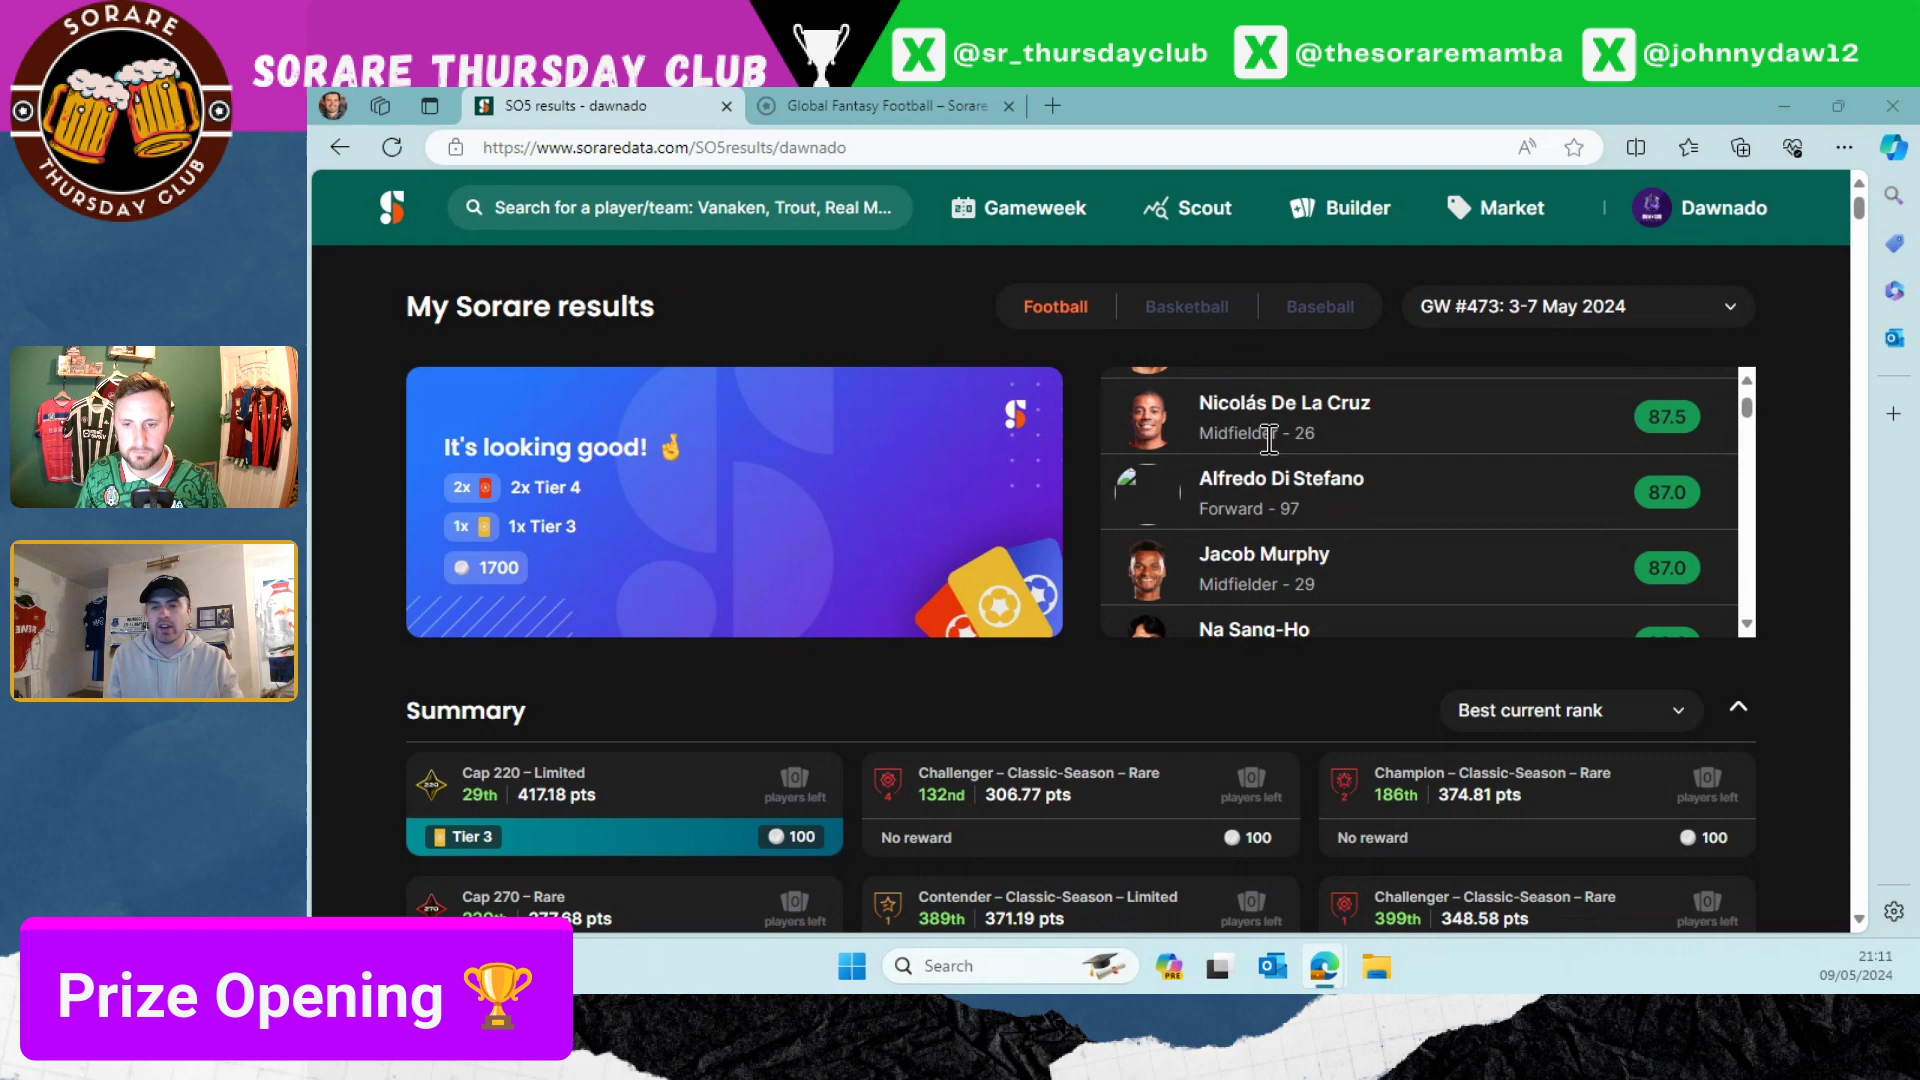 SORARE
THURSDAY CLUB
SORARE THURSDAY CLUB
X @sr_thursdayclub
X @thesoraremamba
X @johnnydaw12
SO5 results - dawnado
Global Fantasy Football – Sorare
https://www.soraredata.com/SO5results/dawnado
Search for a player/team: Vanaken, Trout, Real M...
Gameweek
Scout
Builder
Market
Dawnado
My Sorare results
Football
Basketball
Baseball
GW #473: 3-7 May 2024
It's looking good! 🤞
2x 2x Tier 4
1x 1x Tier 3
1700
Nicolás De La Cruz
Midfielder - 26
87.5
Alfredo Di Stefano
Forward - 97
87.0
Jacob Murphy
Midfielder - 29
87.0
Na Sang-Ho
Summary
Best current rank
Cap 220 – Limited
29th 417.18 pts
0
players left
Tier 3
100
Challenger – Classic-Season – Rare
132nd 306.77 pts
0
players left
No reward
100
Champion – Classic-Season – Rare
186th 374.81 pts
0
players left
No reward
100
Cap 270 – Rare
0
players left
Contender – Classic-Season – Limited
389th 371.19 pts
0
players left
Challenger – Classic-Season – Rare
399th 348.58 pts
0
players left
Prize Opening 🏆
Search
PRE
21:11
09/05/2024